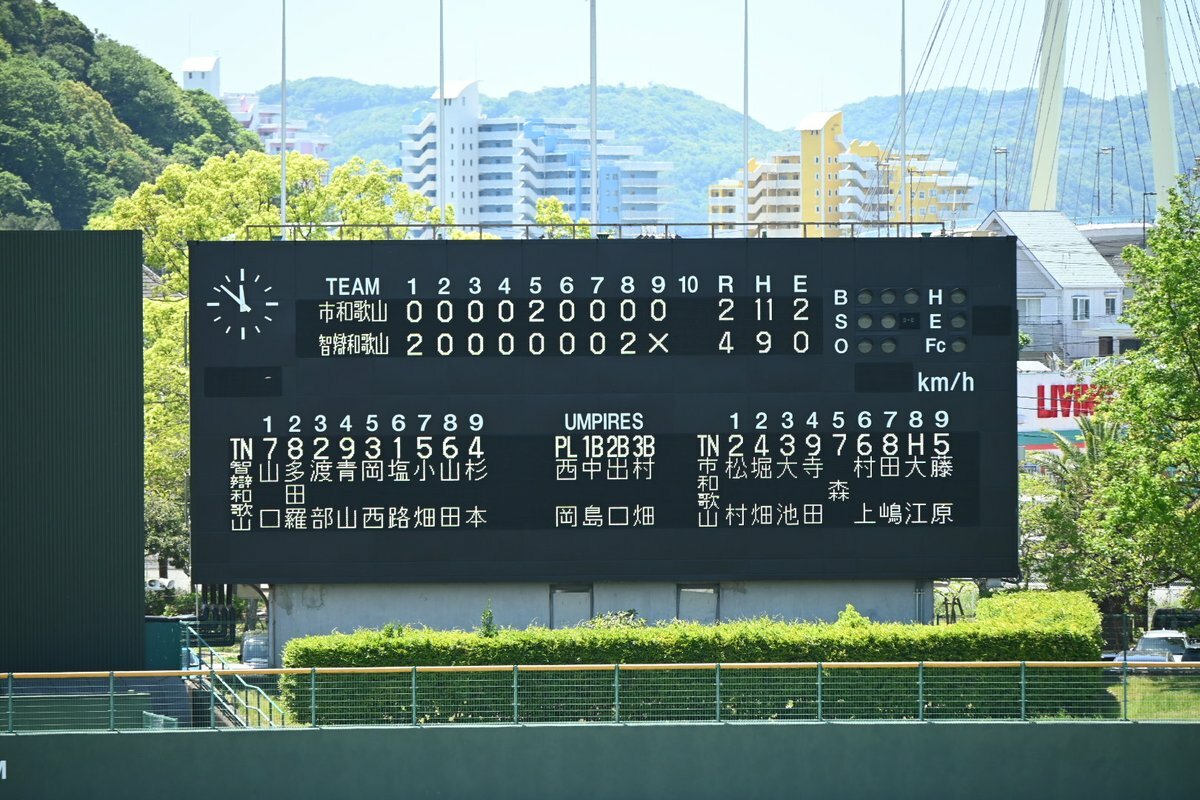 TEAM 1 2 3 4 5 6 7 8 9 10 R H E
市和歌山 0 0 0 0 2 0 0 0 0 2 11 2
智辯和歌山 2 0 0 0 0 0 0 2 × 4 9 0
B H
S E
O Fc
km/h
1 2 3 4 5 6 7 8 9
TN 7 8 2 9 3 1 5 6 4
智辯和歌山 山口 多田羅 渡部 青山 岡西 塩路 小畑 山田 杉本
UMPIRES
PL 1B 2B 3B
西岡 中島 出口 村畑
1 2 3 4 5 6 7 8 9
TN 2 4 3 9 7 6 8 H 5
市和歌山 松村 堀畑 大池 寺田 森 村上 田嶋 大江 藤原